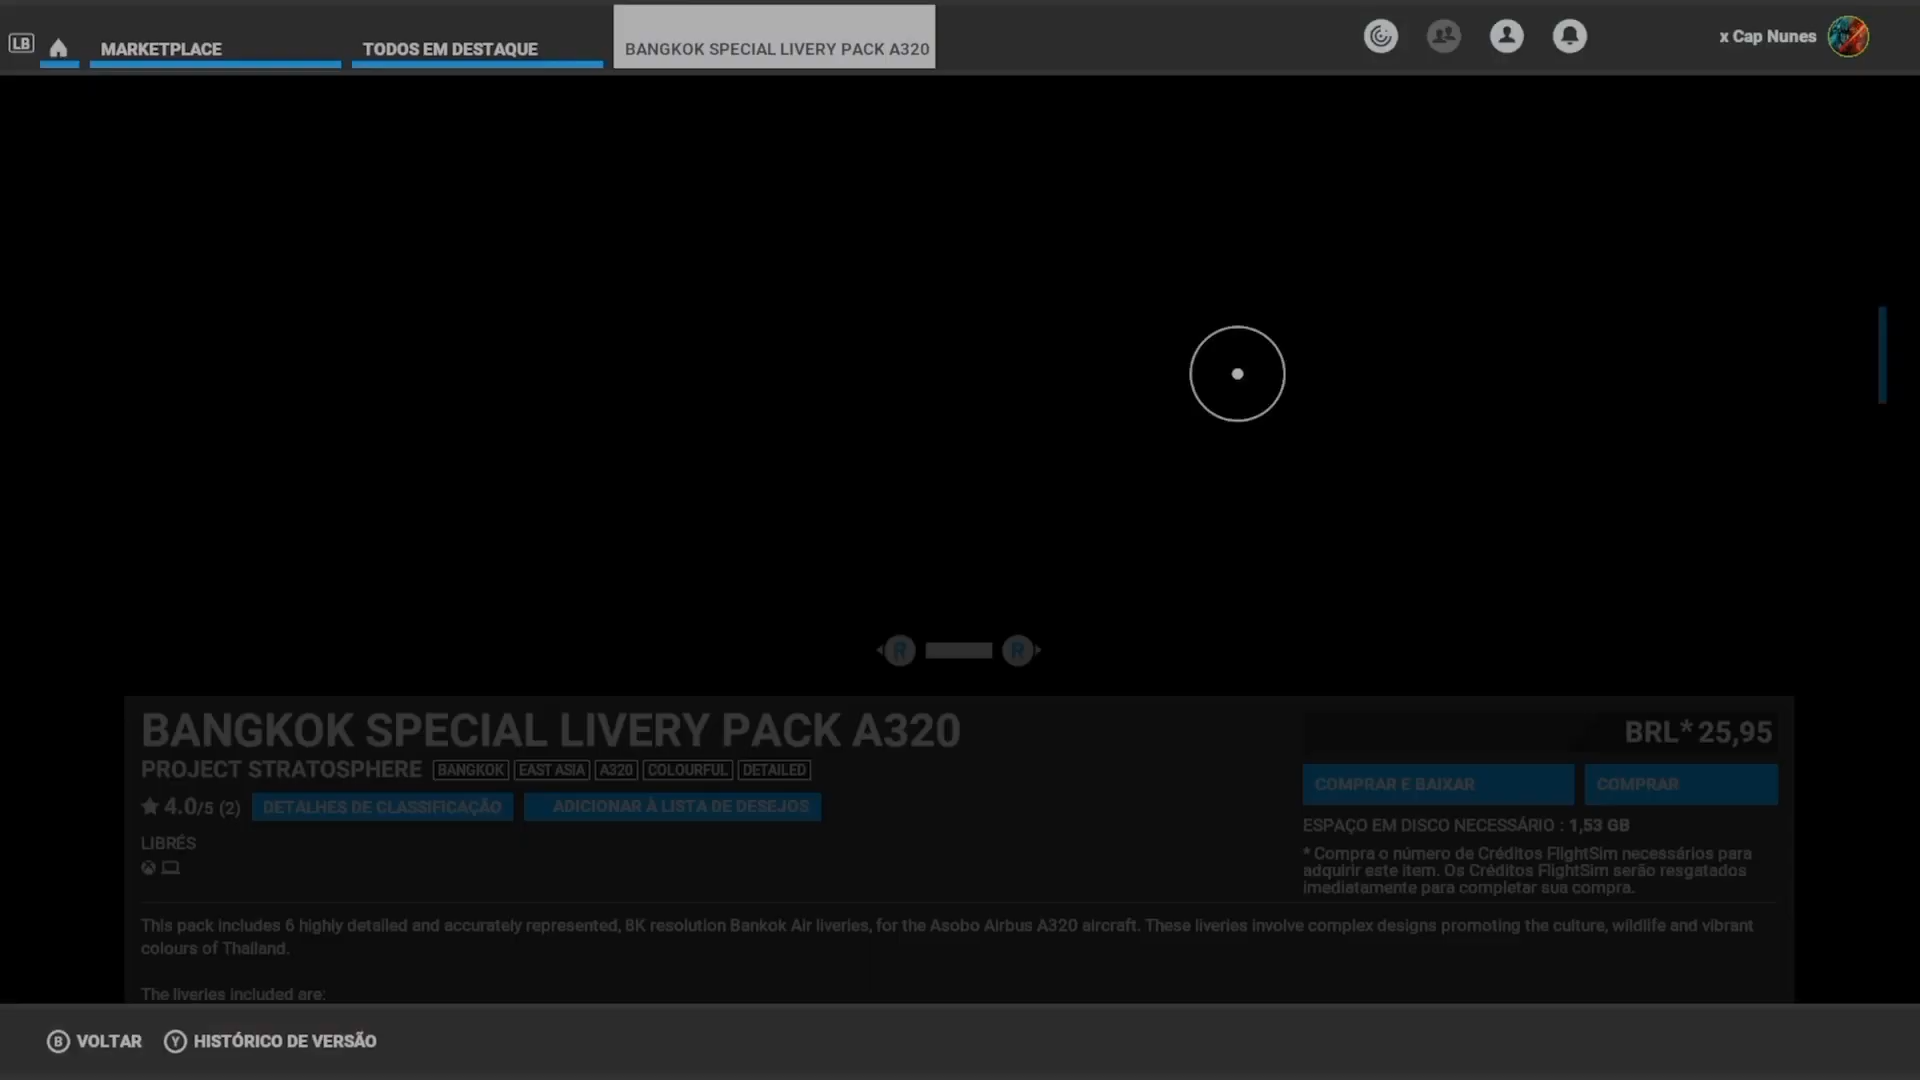 LB MARKETPLACE TODOS EM DESTAQUE BANGKOK SPECIAL LIVERY PACK A320 x Cap Nunes
R R
BANGKOK SPECIAL LIVERY PACK A320
BRL* 25,95
PROJECT STRATOSPHERE BANGKOK EAST ASIA A320 COLOURFUL DETAILED
COMPRAR E BAIXAR COMPRAR
4.0/5 (2) DETALHES DE CLASSIFICAÇÃO ADICIONAR À LISTA DE DESEJOS
ESPAÇO EM DISCO NECESSÁRIO : 1,53 GB
LIBRÉS
* Compra o número de Créditos FlightSim necessários para
adquirir este item. Os Créditos FlightSim serão resgatados
imediatamente para completar sua compra.
This pack includes 6 highly detailed and accurately represented, 8K resolution Bankok Air liveries, for the Asobo Airbus A320 aircraft. These liveries involve complex designs promoting the culture, wildlife and vibrant
colours of Thailand.
The liveries included are:
B VOLTAR Y HISTÓRICO DE VERSÃO